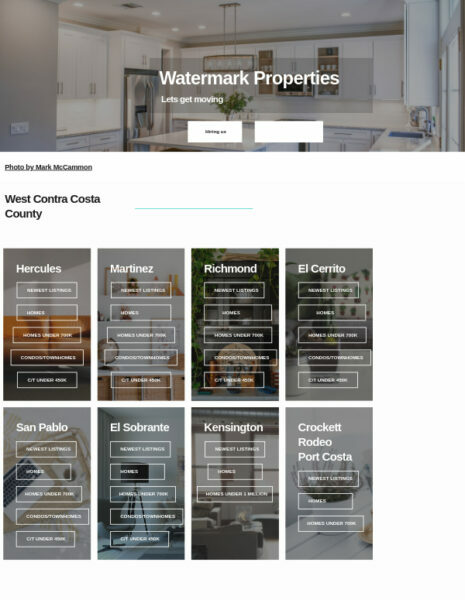 Watermark Properties
Lets get moving
Hiring us
Photo by Mark McCammon
West Contra Costa
County
Hercules
NEWEST LISTINGS
HOMES
HOMES UNDER 700K
CONDOS/TOWNHOMES
C/T UNDER 450K
Martinez
NEWEST LISTINGS
HOMES
HOMES UNDER 700K
CONDOS/TOWNHOMES
C/T UNDER 450K
Richmond
NEWEST LISTINGS
HOMES
HOMES UNDER 700K
CONDOS/TOWNHOMES
C/T UNDER 450K
El Cerrito
NEWEST LISTINGS
HOMES
HOMES UNDER 700K
CONDOS/TOWNHOMES
C/T UNDER 450K
San Pablo
NEWEST LISTINGS
HOMES
HOMES UNDER 700K
CONDOS/TOWNHOMES
C/T UNDER 450K
El Sobrante
NEWEST LISTINGS
HOMES
HOMES UNDER 700K
CONDOS/TOWNHOMES
C/T UNDER 450K
Kensington
NEWEST LISTINGS
HOMES
HOMES UNDER 1 MILLION
Crockett
Rodeo
Port Costa
NEWEST LISTINGS
HOMES
HOMES UNDER 700K